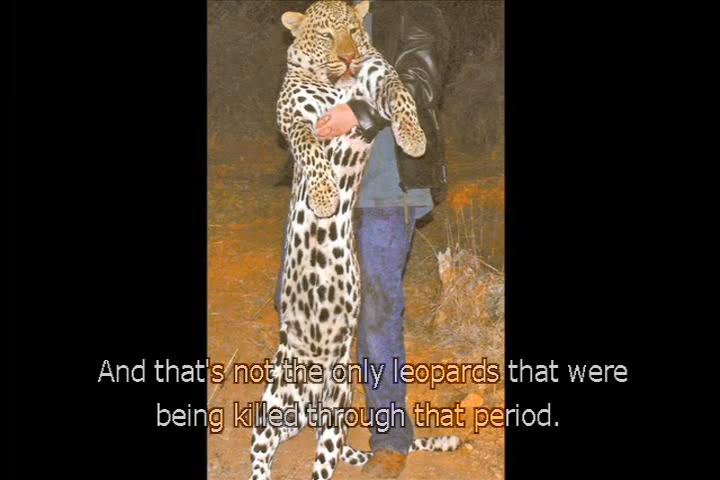 And that's not the only leopards that were
being killed through that period.